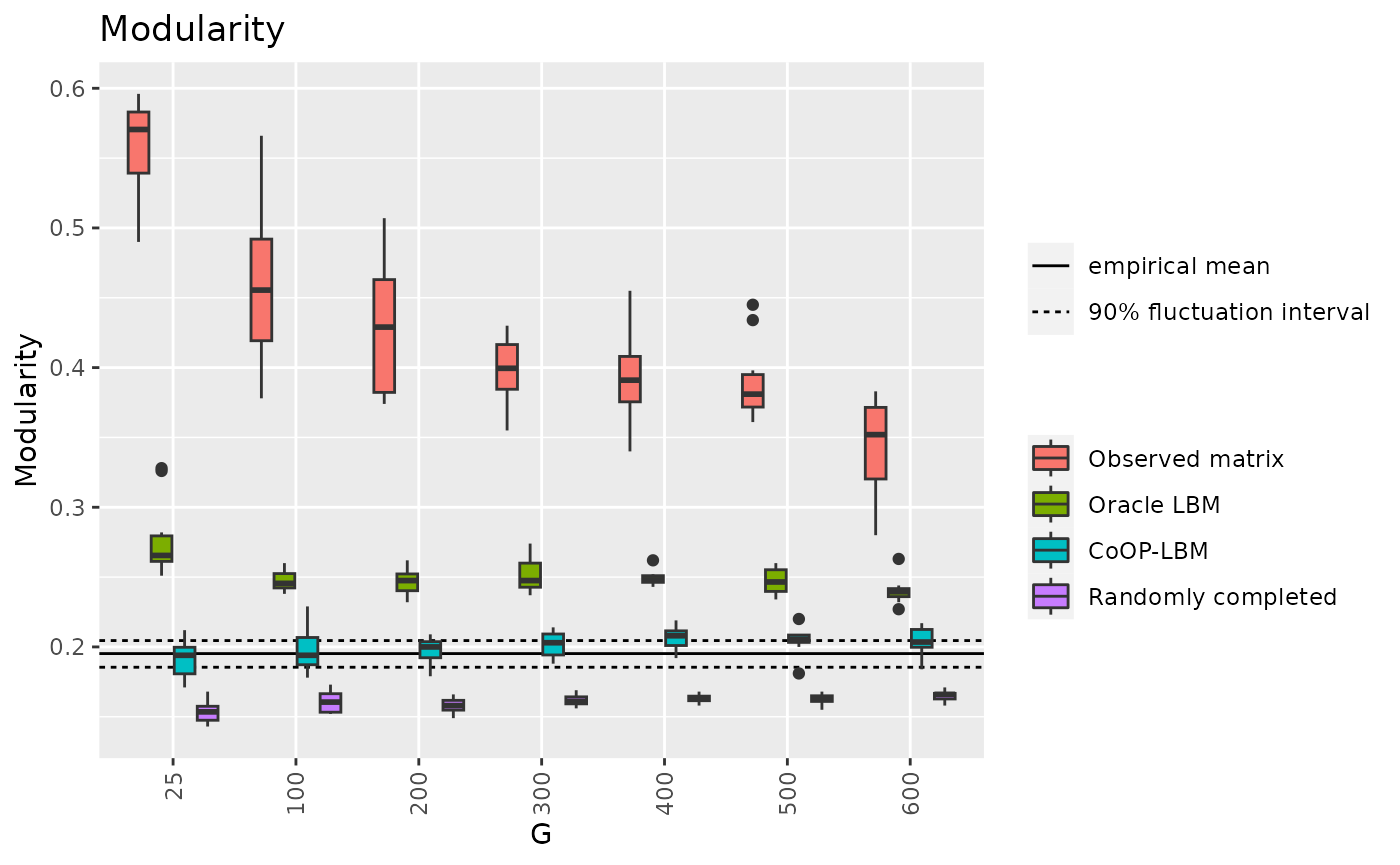 Modularity
Modularity
0.6
0.5
0.4
0.3
0.2
25
100
200
300
400
500
600
G
empirical mean
90% fluctuation interval
Observed matrix
Oracle LBM
CoOP-LBM
Randomly completed